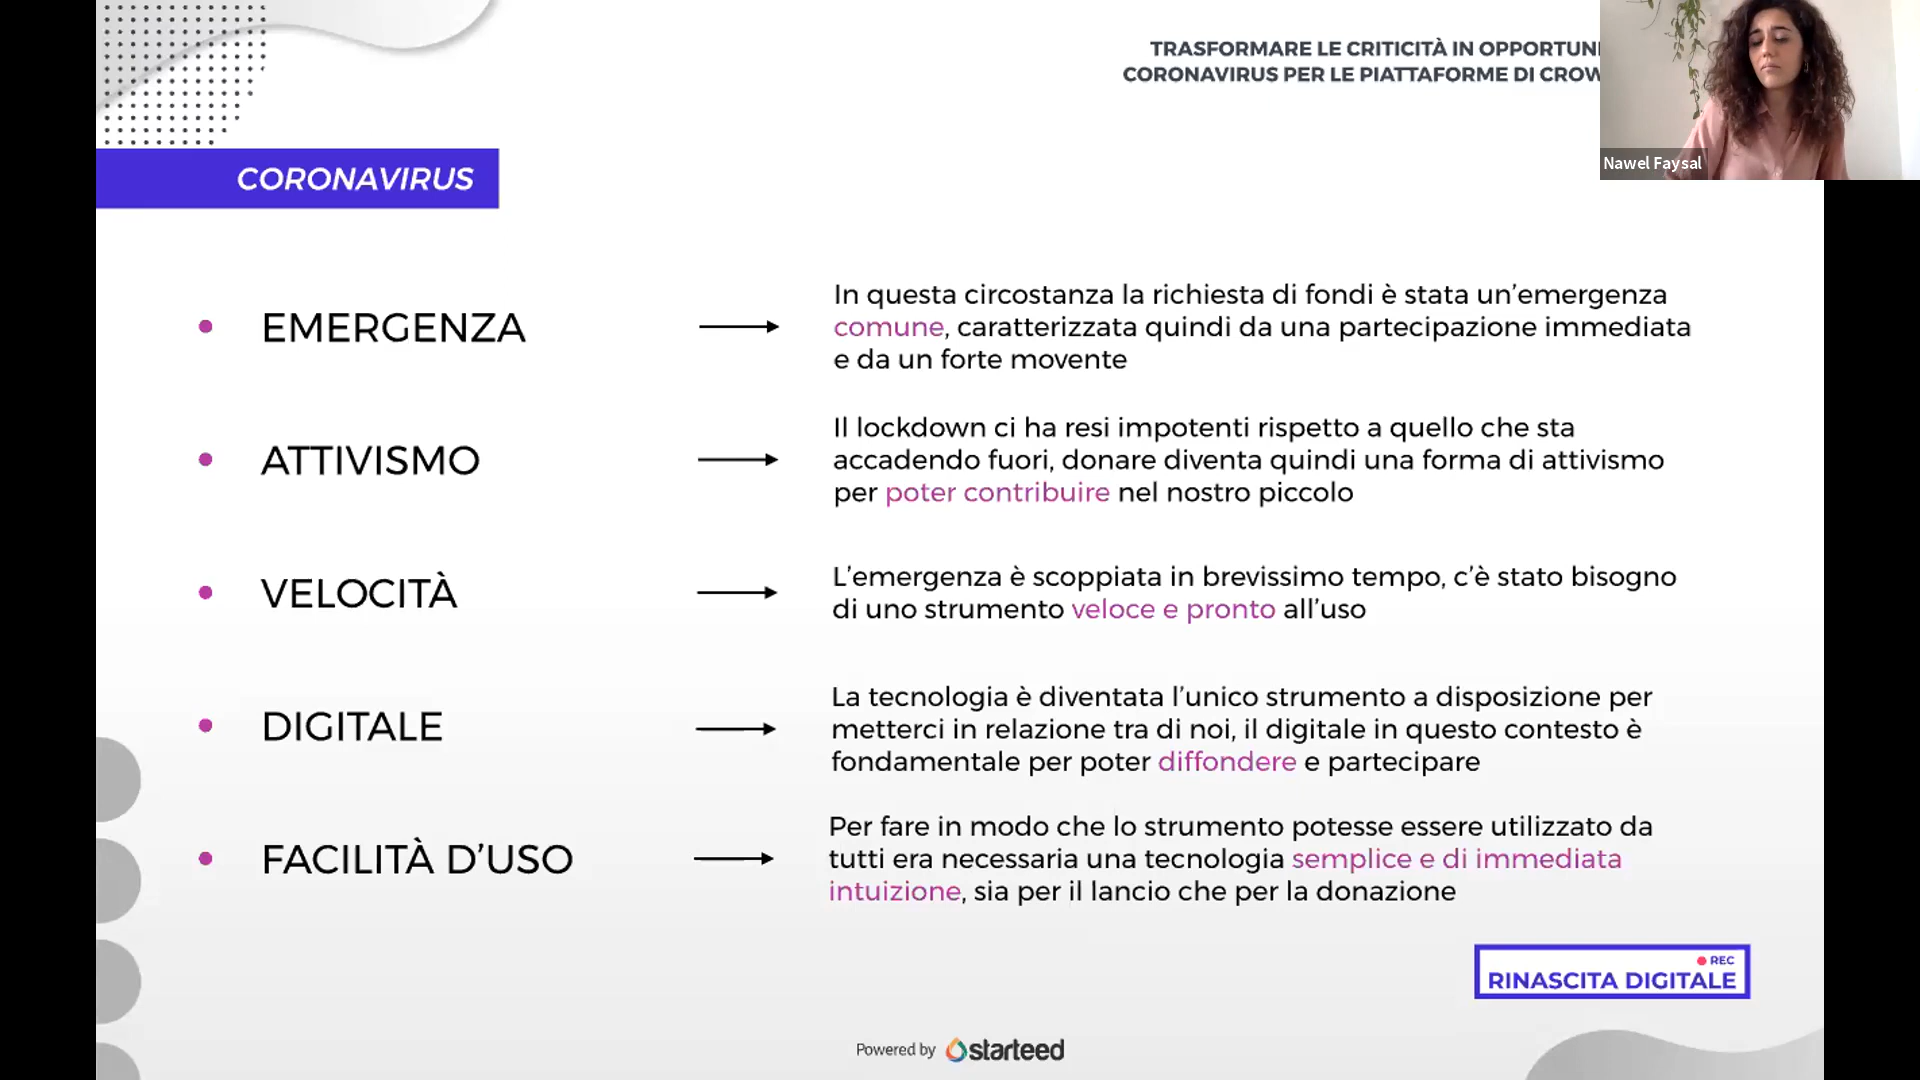 TRASFORMARE LE CRITICITÀ IN
CORONAVIRUS PER LE PIATTAFORME DI
Nawel Faysal
CORONAVIRUS
EMERGENZA
In questa circostanza la richiesta di fondi è stata un’emergenza
comune, caratterizzata quindi da una partecipazione immediata
e da un forte movente
ATTIVISMO
Il lockdown ci ha resi impotenti rispetto a quello che sta
accadendo fuori, donare diventa quindi una forma di attivismo
per poter contribuire nel nostro piccolo
VELOCITÀ
L’emergenza è scoppiata in brevissimo tempo, c’è stato bisogno
di uno strumento veloce e pronto all’uso
DIGITALE
La tecnologia è diventata l’unico strumento a disposizione per
metterci in relazione tra di noi, il digitale in questo contesto è
fondamentale per poter diffondere e partecipare
FACILITÀ D’USO
Per fare in modo che lo strumento potesse essere utilizzato da
tutti era necessaria una tecnologia semplice e di immediata
intuizione, sia per il lancio che per la donazione
REC
RINASCITA DIGITALE
Powered by starteed